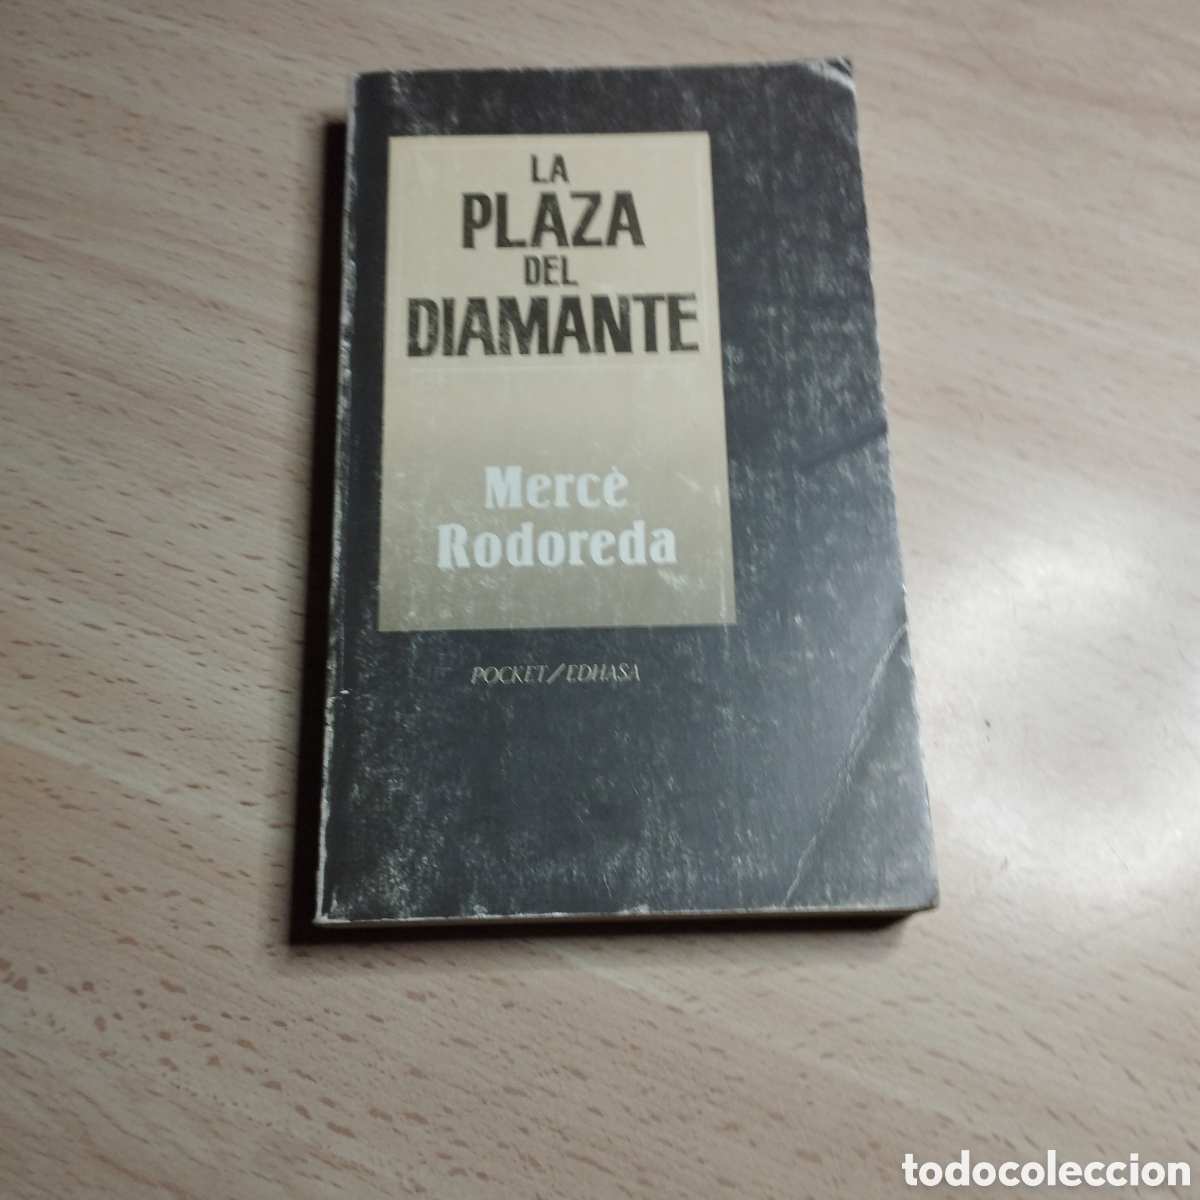 LA
PLAZA
DEL
DIAMANTE
Mercè
Rodoreda
POCKET/EDHASA
todocoleccion